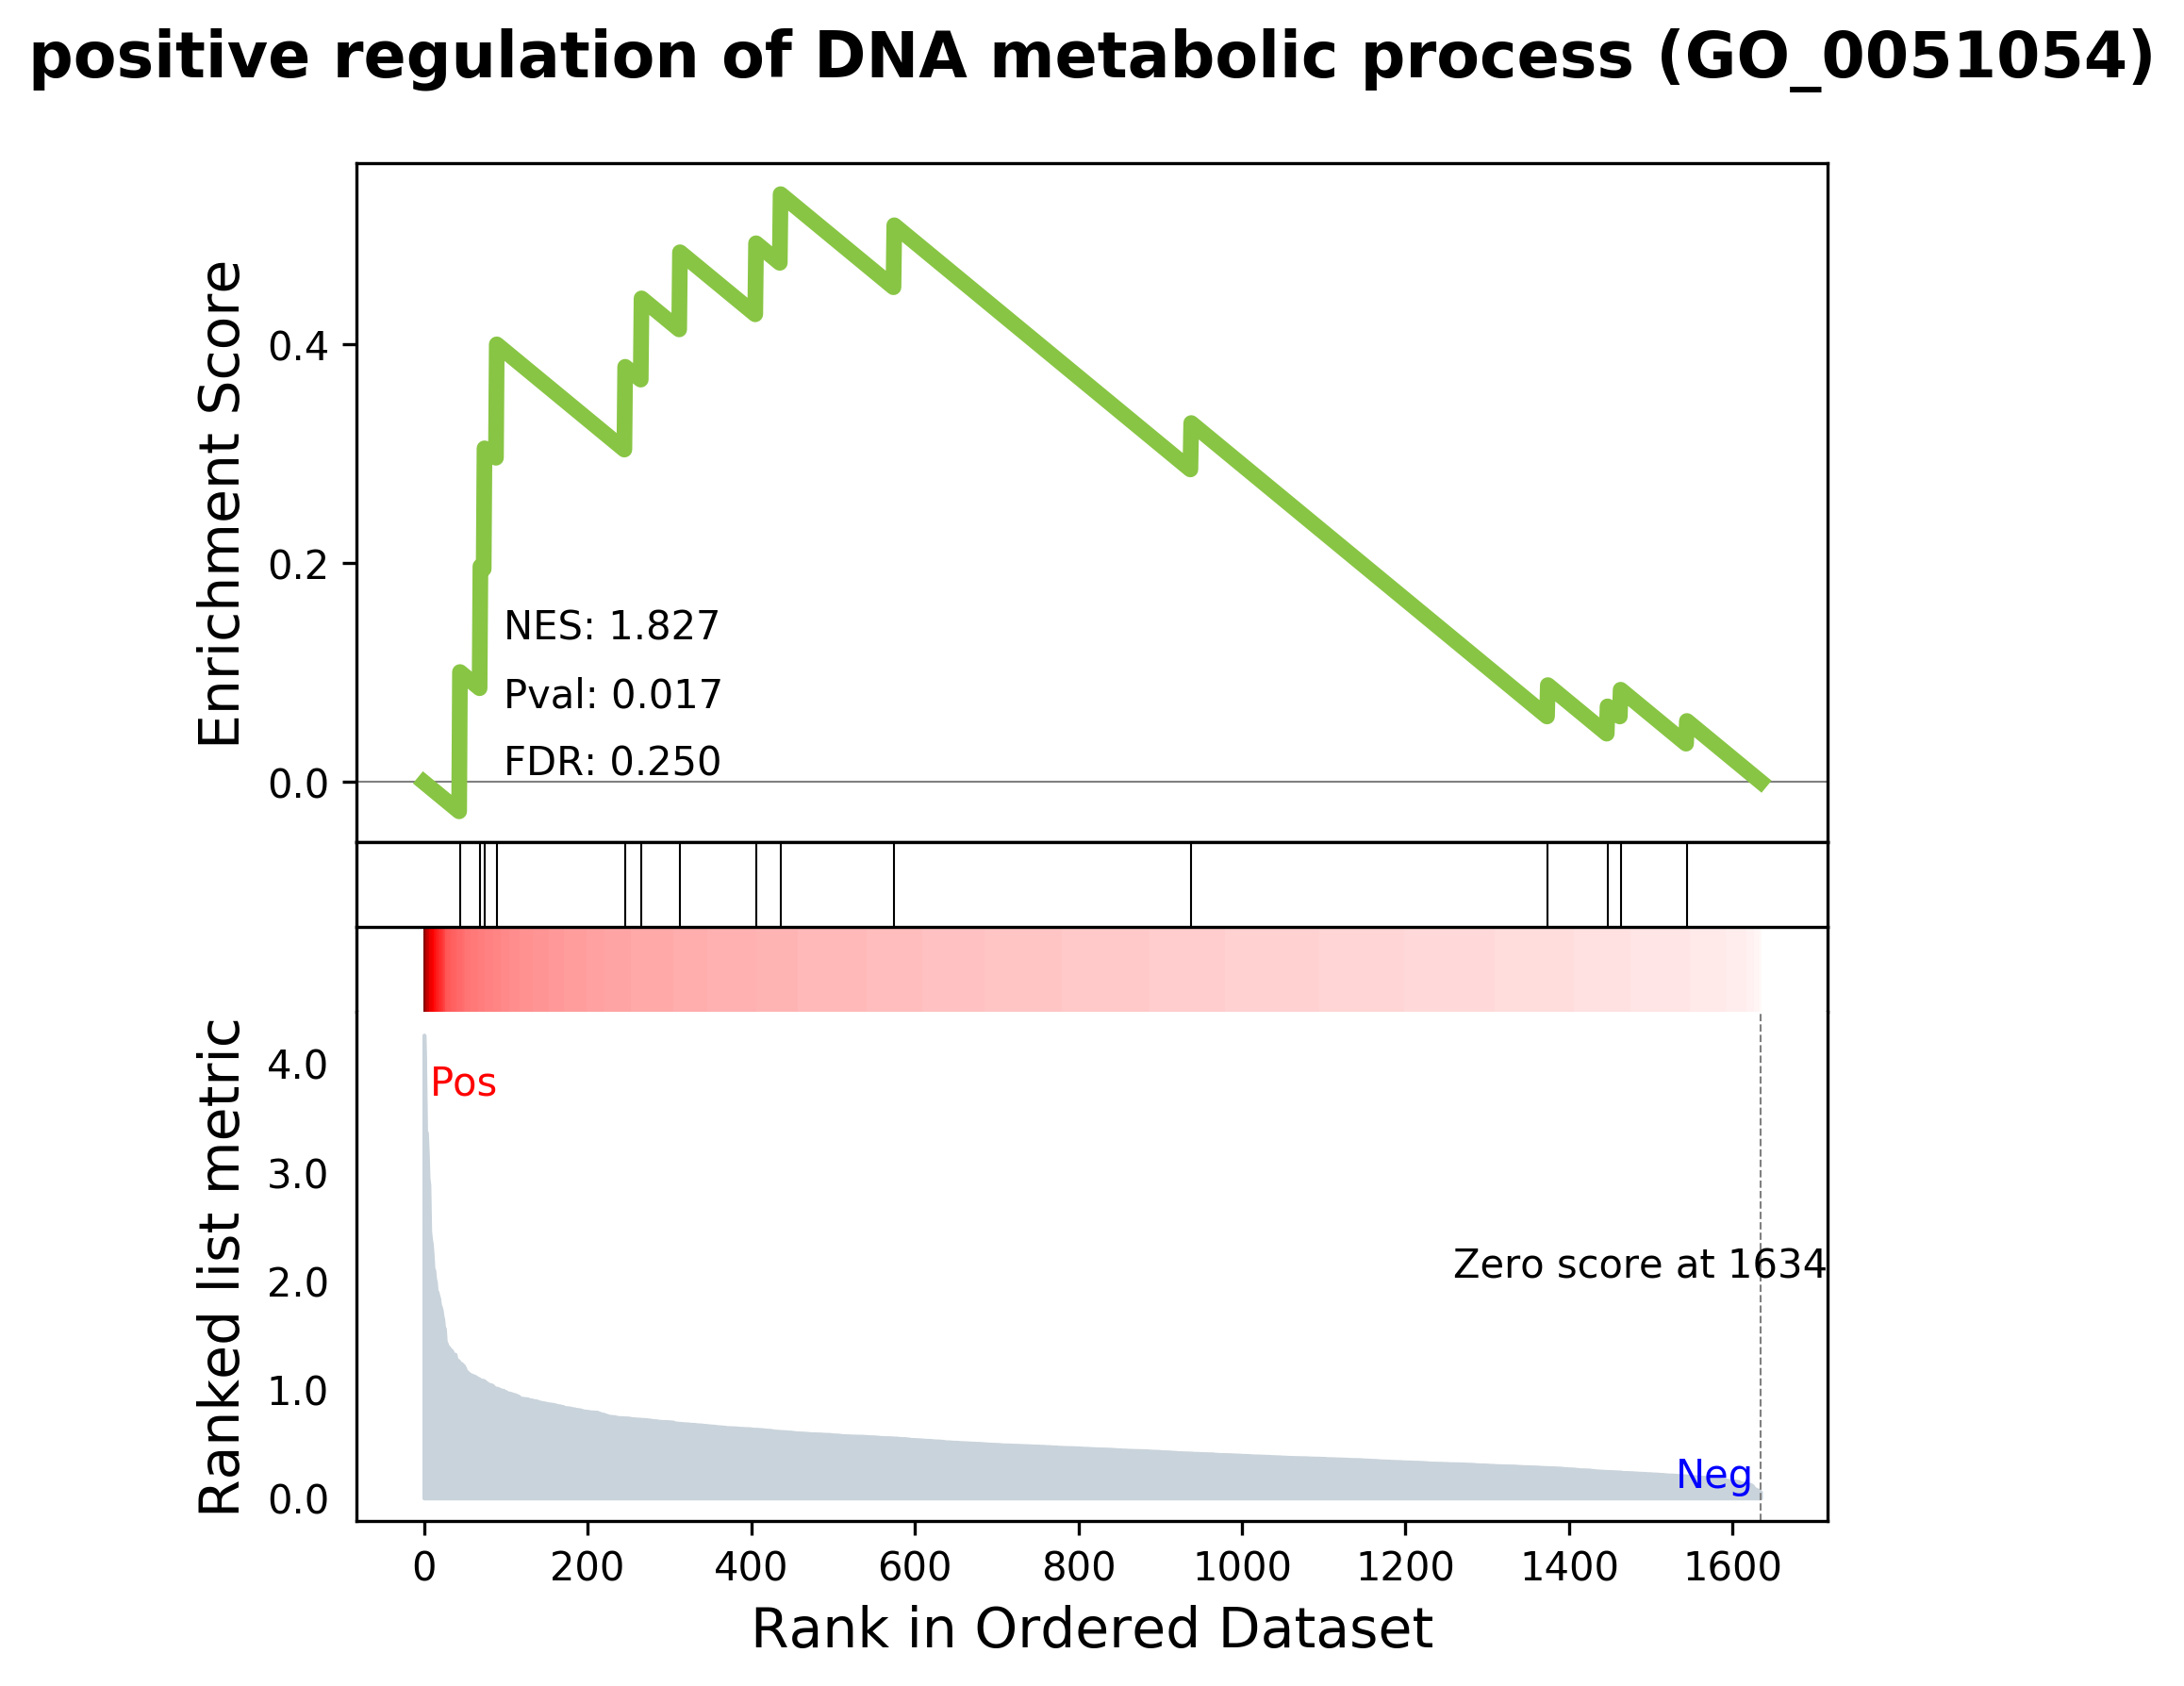 positive regulation of DNA metabolic process (GO_0051054)
Enrichment Score
0.4
0.2
0.0
NES: 1.827
Pval: 0.017
FDR: 0.250
Ranked list metric
4.0
3.0
2.0
1.0
0.0
Pos
Zero score at 1634
Neg
0 200 400 600 800 1000 1200 1400 1600
Rank in Ordered Dataset